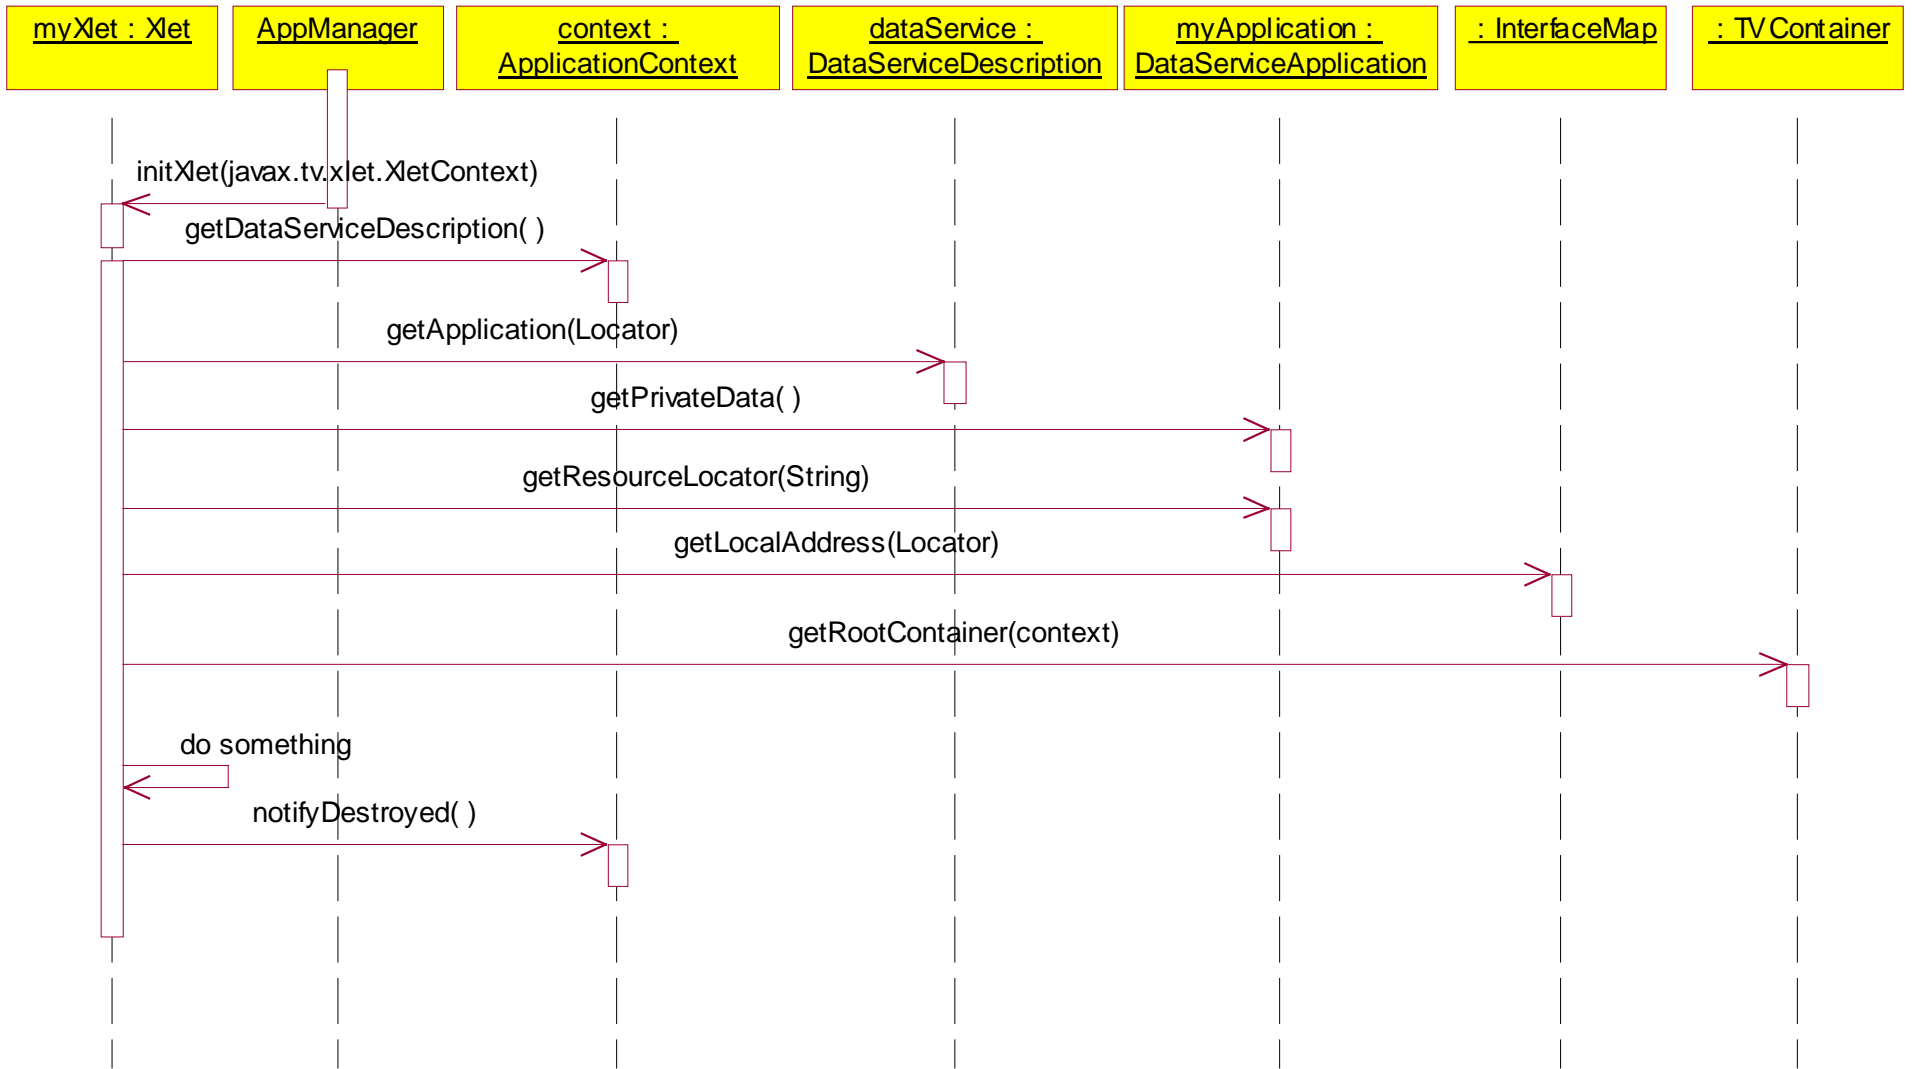 myXlet : Xlet
AppManager
context :
ApplicationContext
dataService :
DataServiceDescription
myApplication :
DataServiceApplication
: InterfaceMap
: TVContainer
initXlet(javax.tv.xlet.XletContext)
getDataServiceDescription( )
getApplication(Locator)
getPrivateData( )
getResourceLocator(String)
getLocalAddress(Locator)
getRootContainer(context)
do something
notifyDestroyed( )